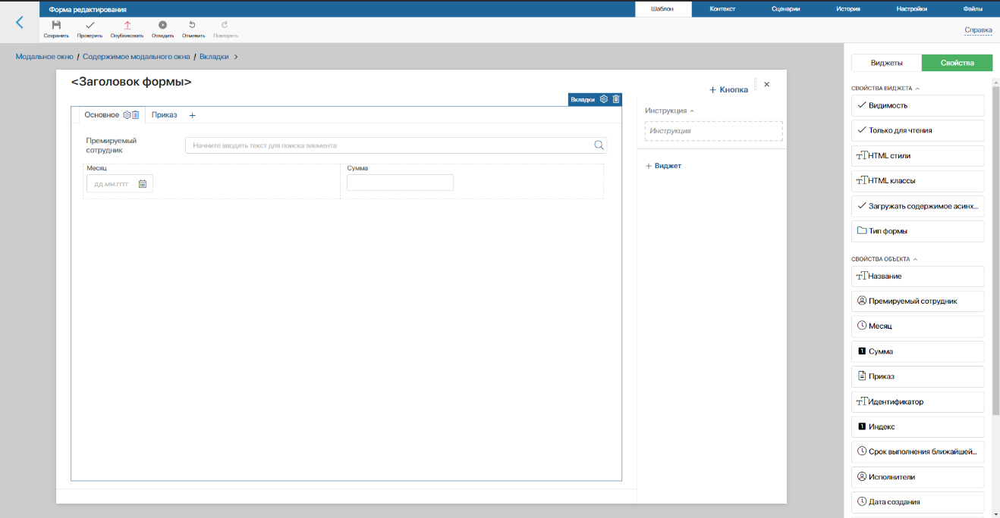 Форма редактирования
Шаблон
Контекст
Сценарии
История
Настройки
Файлы
Сохранить
Проверить
Опубликовать
Отладить
Отменить
Повторить
Справка
Модальное окно / Содержимое модального окна / Вкладки >
<Заголовок формы>
+ Кнопка
Вкладки
Основное
Приказ
+
Премируемый
сотрудник
Начните вводить текст для поиска элемента
Месяц
дд.мм.гггг
Сумма
Инструкция
Инструкция
+ Виджет
Виджеты
Свойства
СВОЙСТВА ВИДЖЕТА
Видимость
Только для чтения
HTML стили
HTML классы
Загружать содержимое асинх...
Тип формы
СВОЙСТВА ОБЪЕКТА
Название
Премируемый сотрудник
Месяц
Сумма
Приказ
Идентификатор
Индекс
Срок выполнения ближайшей...
Исполнители
Дата создания